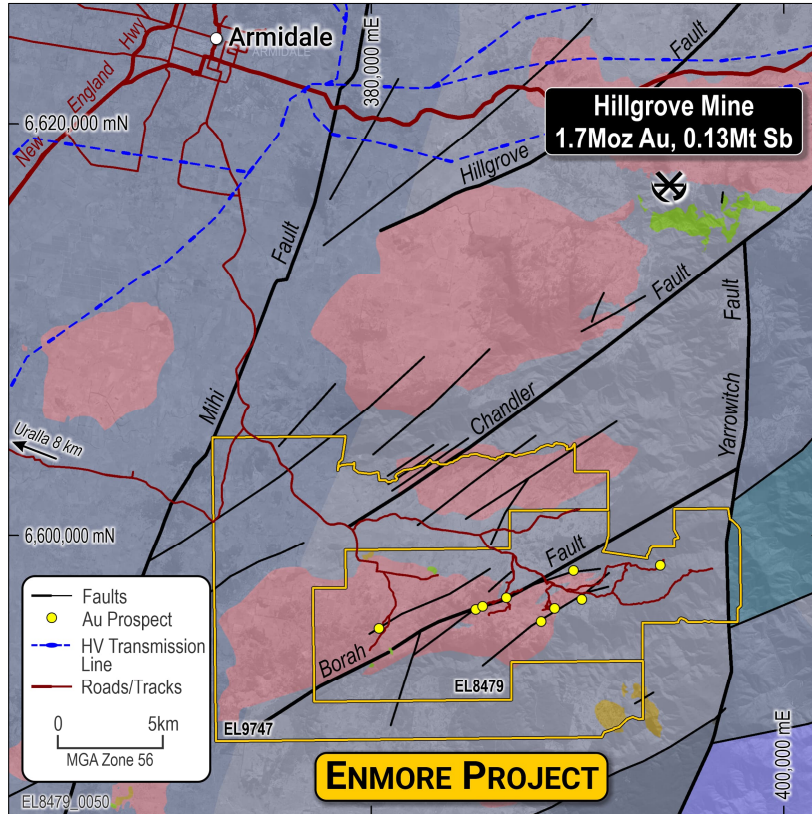 Armidale
ARMIDALE
New England Hwy
380,000 mE
Fault
6,620,000 mN
Hillgrove Mine
1.7Moz Au, 0.13Mt Sb
Hillgrove
Fault
Fault
Fault
Mihi
Chandler
Yarrowitch
Uralla 8 km
6,600,000 mN
Fault
Borah
EL8479
EL9747
Faults
Au Prospect
HV Transmission
Line
Roads/Tracks
0 5km
MGA Zone 56
ENMORE PROJECT
400,000 mE
EL8479_0050